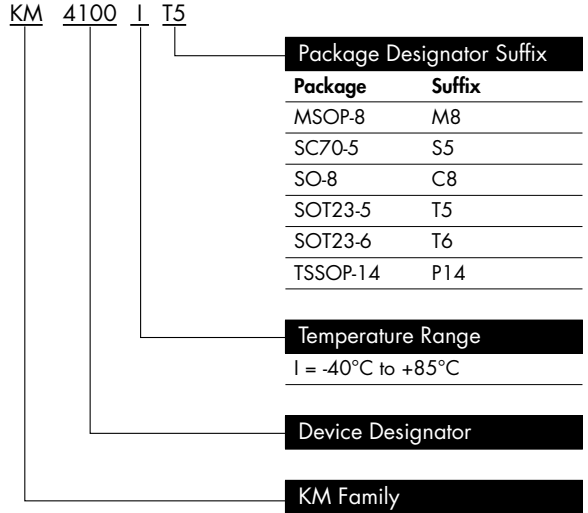 KM 4100 I T5
Package Designator Suffix
Package Suffix
MSOP-8 M8
SC70-5 S5
SO-8 C8
SOT23-5 T5
SOT23-6 T6
TSSOP-14 P14
Temperature Range
I = -40°C to +85°C
Device Designator
KM Family